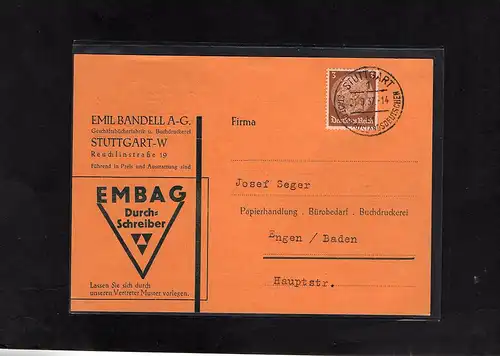 EMIL BANDELL A-G.
Geschäftsbücherfabrik u. Buchdruckerei
STUTTGART-W
Reuchlinstraße 19
Führend in Preis und Ausstattung sind
EMBAG
Durch=
Schreiber
Lassen Sie sich durch
unseren Vertreter Muster vorlegen.
3
Deutsches Reich
STUTTGART
Firma
Josef Seger
Papierhandlung . Bürobedarf . Buchdruckerei
Engen / Baden
Hauptstr.